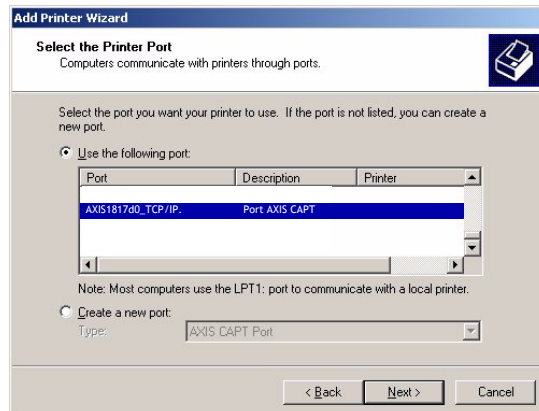 Add Printer Wizard
Select the Printer Port
Computers communicate with printers through ports.
Select the port you want your printer to use. If the port is not listed, you can create a
new port.
Use the following port:
Port Description Printer
AXIS1817d0_TCP/IP. Port AXIS CAPT
Note: Most computers use the LPT1: port to communicate with a local printer.
Create a new port:
Type: AXIS CAPT Port
< Back Next > Cancel